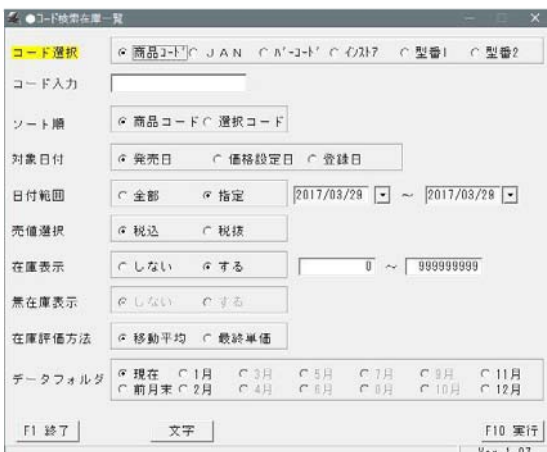 ●コード検索在庫一覧
コード選択 商品コード JAN バーコード インストア 型番1 型番2
コード入力
ソート順 商品コード 選択コード
対象日付 発売日 価格設定日 登録日
日付範囲 全部 指定 2017/03/29 ～ 2017/03/29
売値選択 税込 税抜
在庫表示 しない する 0 ～ 999999999
無在庫表示 しない する
在庫評価方法 移動平均 最終単価
データフォルダ 現在 1月 3月 5月 7月 9月 11月
前月末 2月 4月 6月 8月 10月 12月
F1 終了 文字 F10 実行